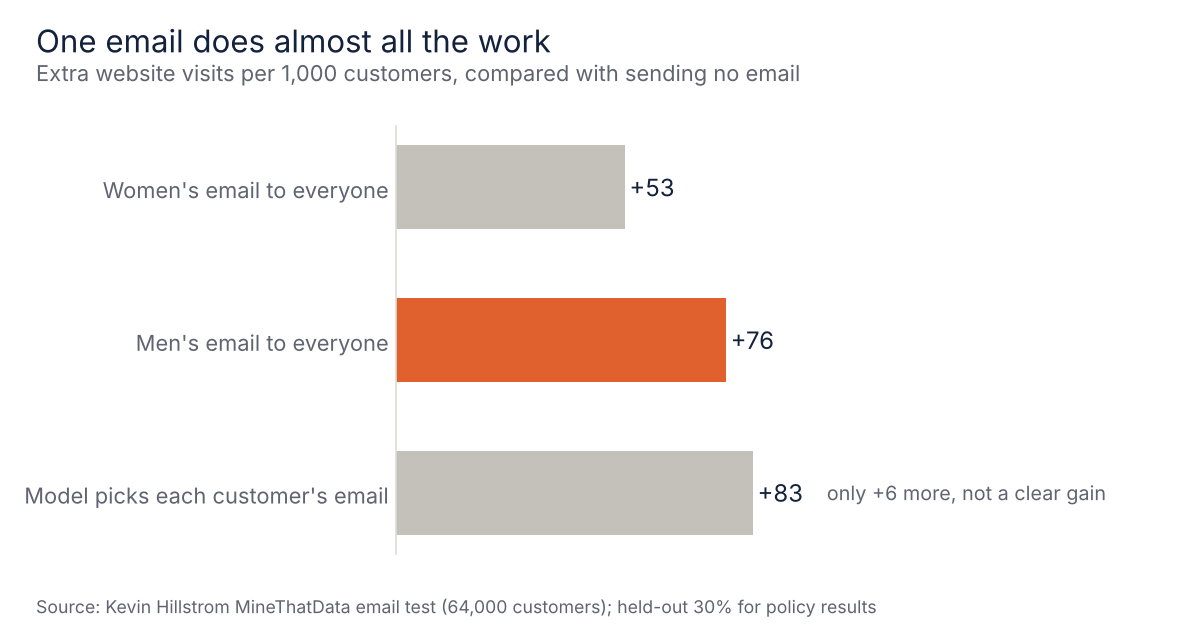 One email does almost all the work
Extra website visits per 1,000 customers, compared with sending no email
Women's email to everyone +53
Men's email to everyone +76
Model picks each customer's email +83 only +6 more, not a clear gain
Source: Kevin Hillstrom MineThatData email test (64,000 customers); held-out 30% for policy results